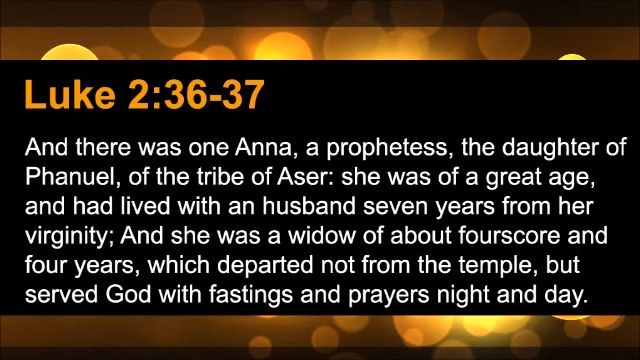 Luke 2:36-37
And there was one Anna, a prophetess, the daughter of
Phanuel, of the tribe of Aser: she was of a great age,
and had lived with an husband seven years from her
virginity; And she was a widow of about fourscore and
four years, which departed not from the temple, but
served God with fastings and prayers night and day.